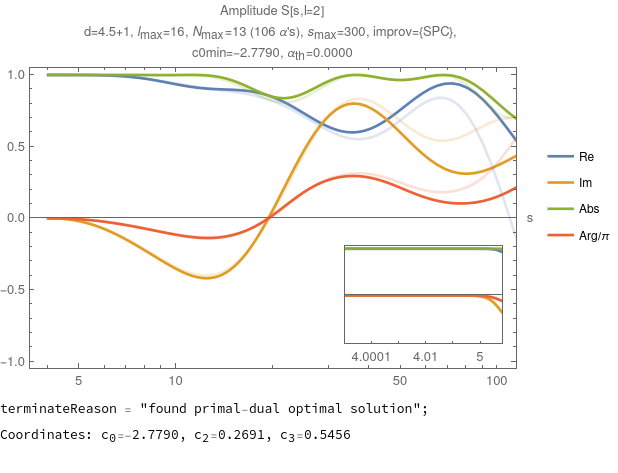 Amplitude S[s,l=2]
d=4.5+1, lmax=16, Nmax=13 (106 α's), smax=300, improv={SPC},
c0min=−2.7790, αth=0.0000
1.0
0.5
0.0
−0.5
−1.0
5
10
50
100
s
Re
Im
Abs
Arg/π
4.0001
4.01
5
terminateReason = "found primal-dual optimal solution";
Coordinates: c0=-2.7790, c2=0.2691, c3=0.5456